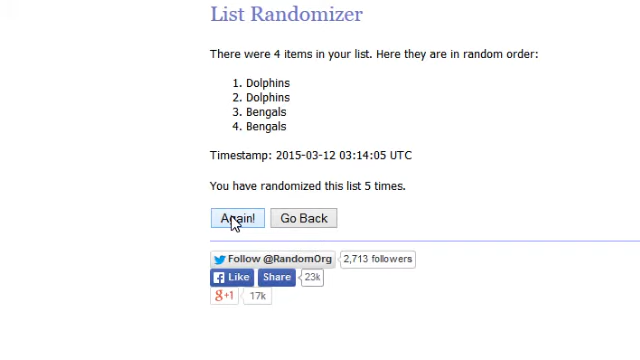 List Randomizer
There were 4 items in your list. Here they are in random order:
1. Dolphins
2. Dolphins
3. Bengals
4. Bengals
Timestamp: 2015-03-12 03:14:05 UTC
You have randomized this list 5 times.
Again! Go Back
Follow @RandomOrg 2,713 followers
Like Share 23k
g+1 17k